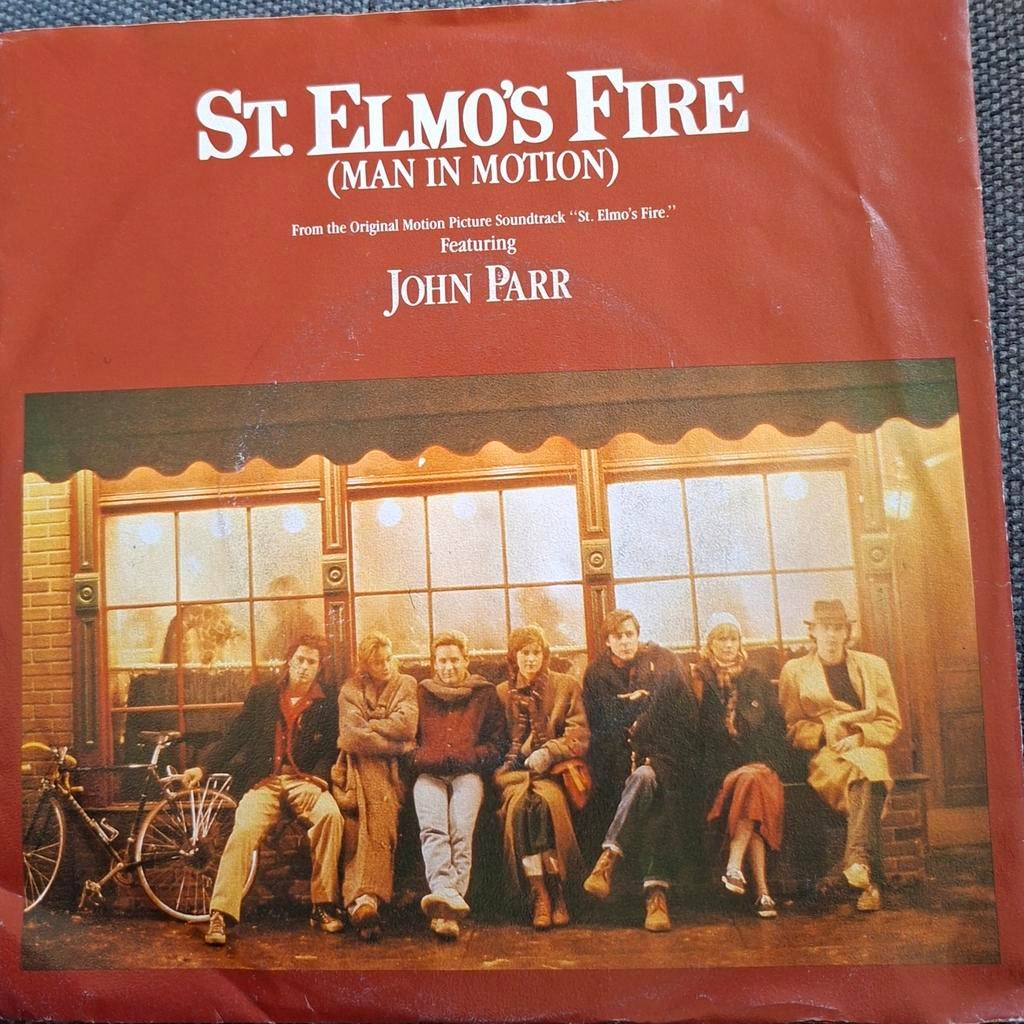 ST. ELMO'S FIRE
(MAN IN MOTION)
From the Original Motion Picture Soundtrack "St. Elmo's Fire."
Featuring
JOHN PARR